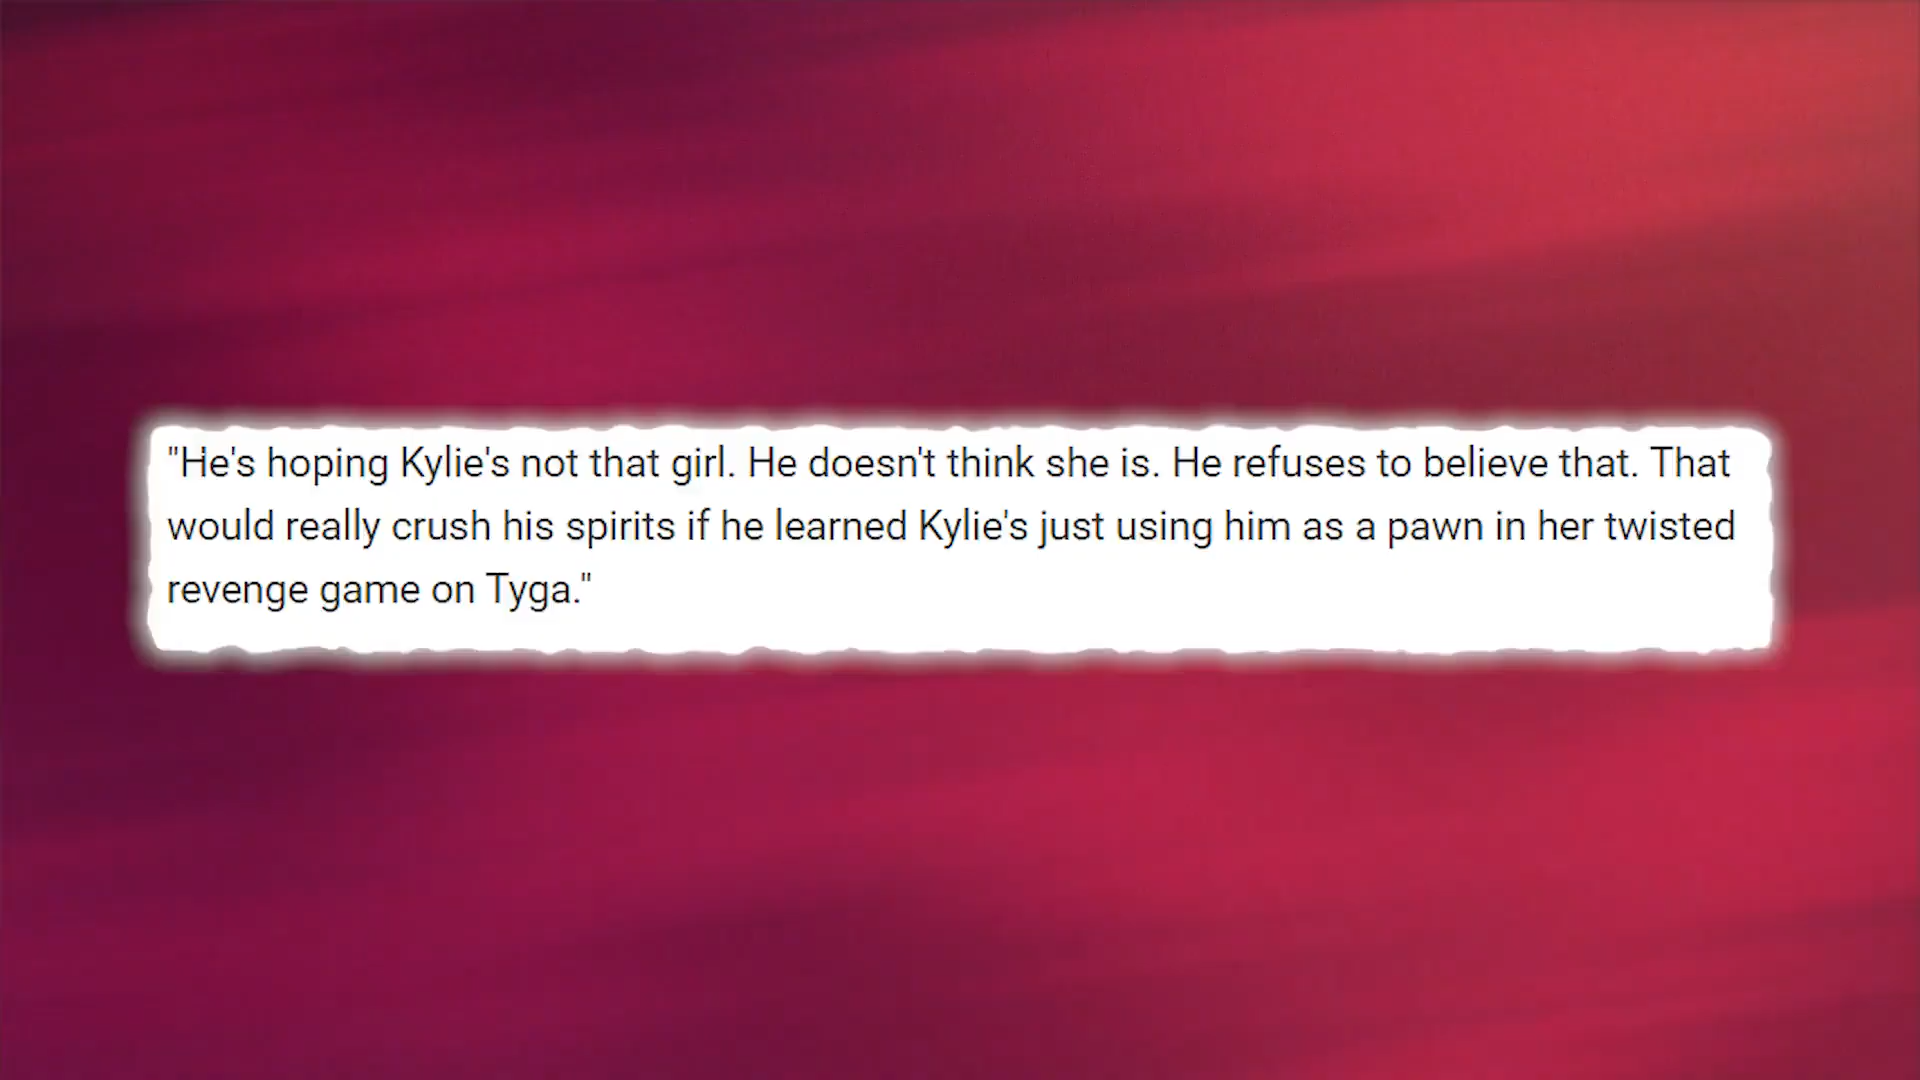 "He's hoping Kylie's not that girl. He doesn't think she is. He refuses to believe that. That
would really crush his spirits if he learned Kylie's just using him as a pawn in her twisted
revenge game on Tyga."